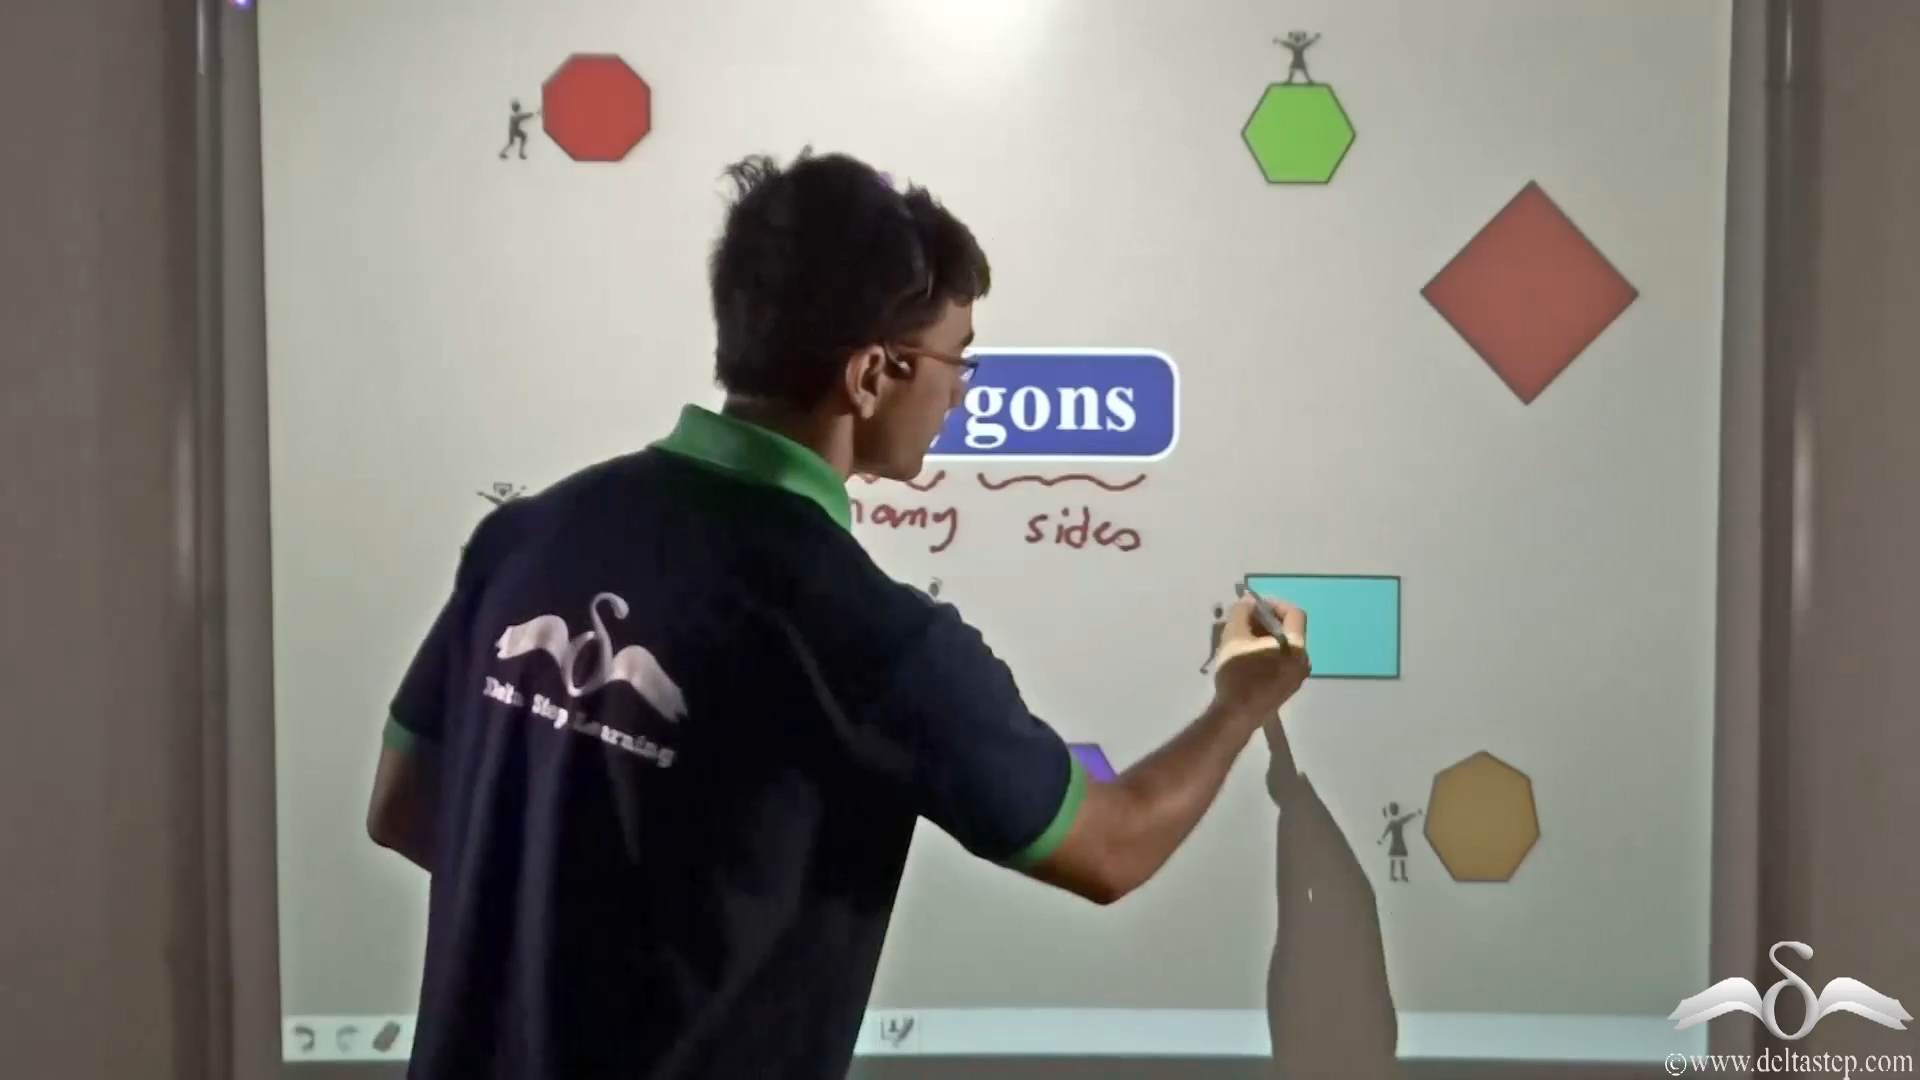 gons
many sides
Delta Step Learning
©www.deltastep.com